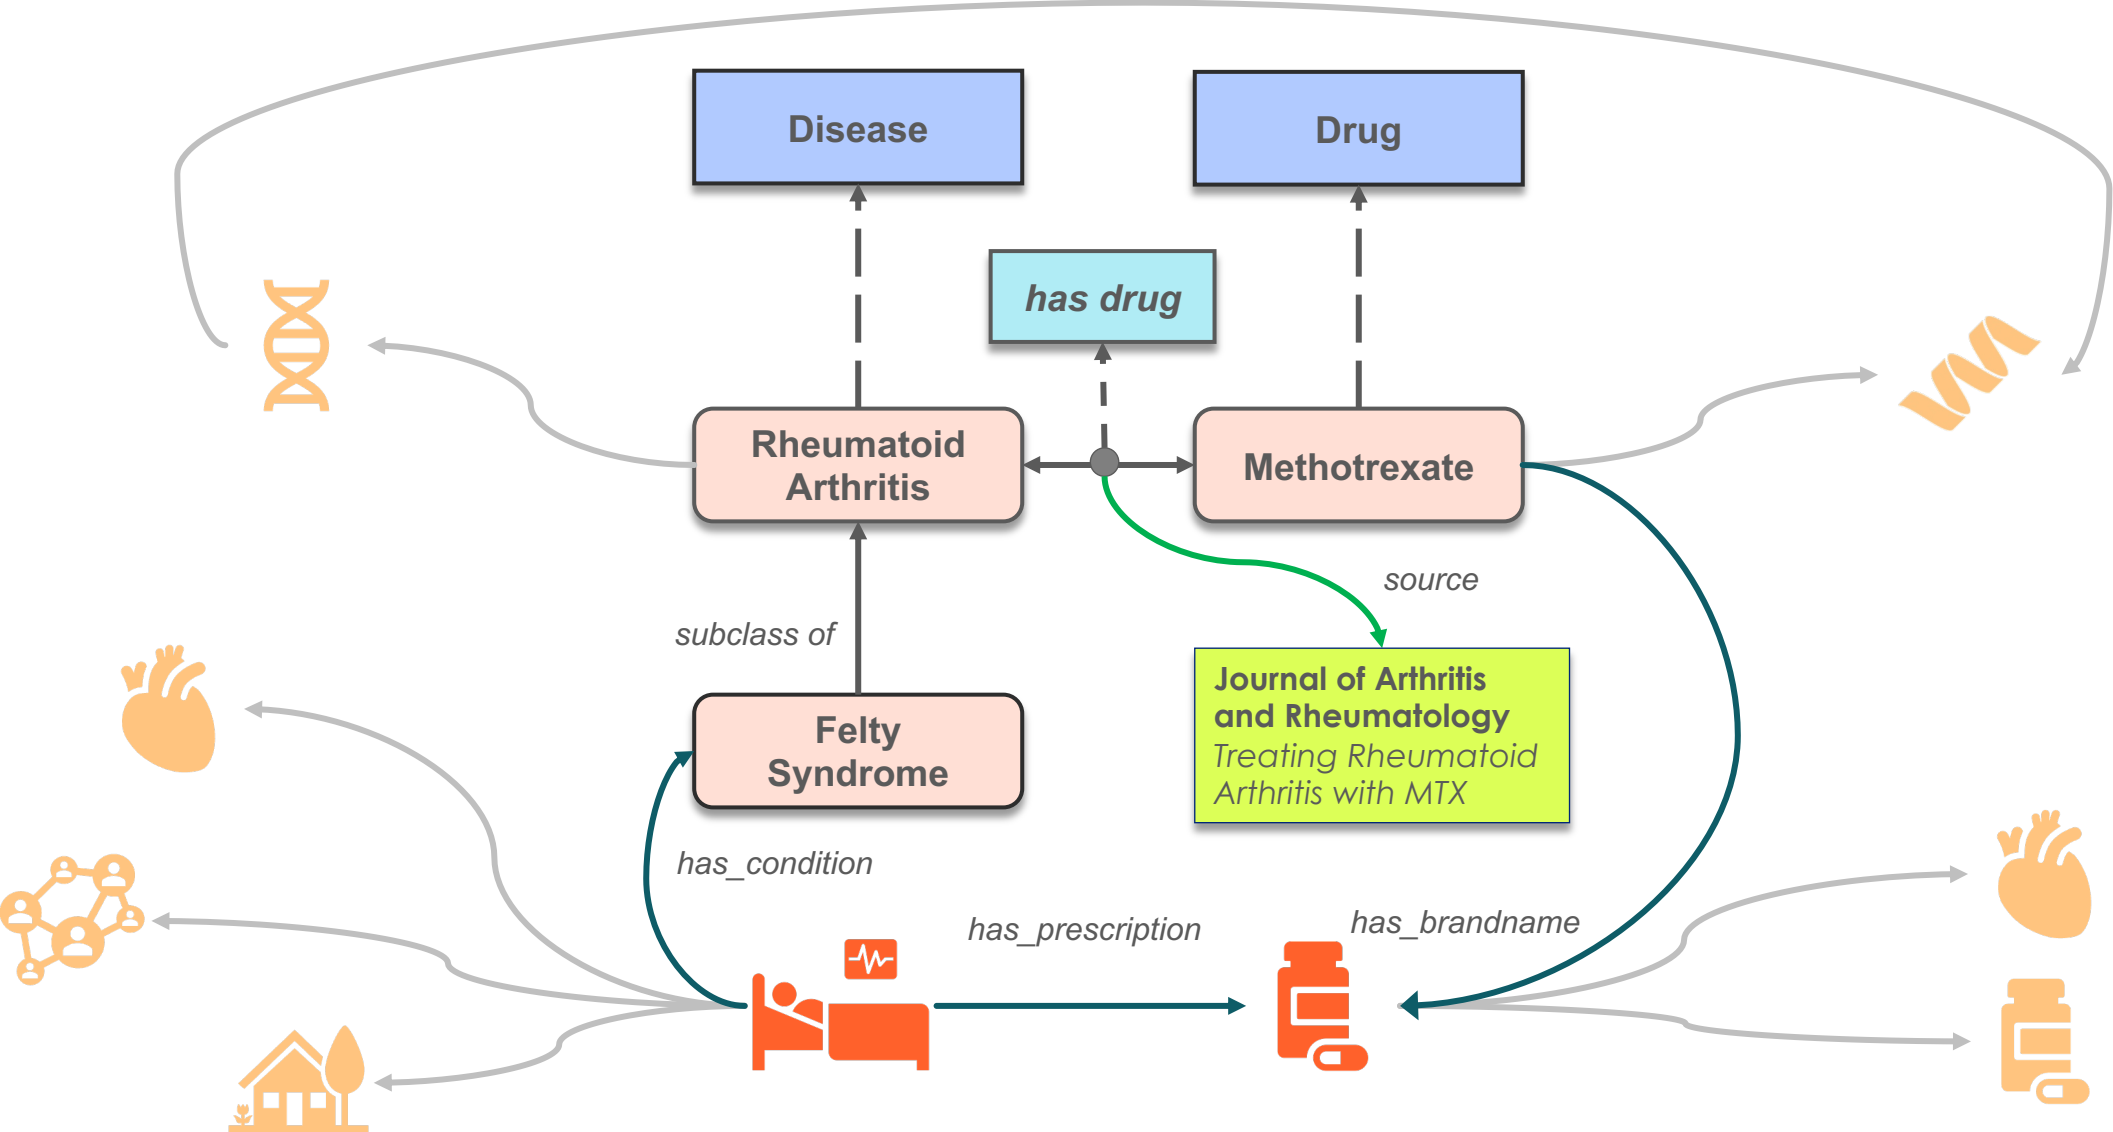 Disease
Drug
has drug
Rheumatoid
Arthritis
Methotrexate
source
subclass of
Journal of Arthritis
and Rheumatology
Treating Rheumatoid
Arthritis with MTX
Felty
Syndrome
has_condition
has_prescription
has_brandname